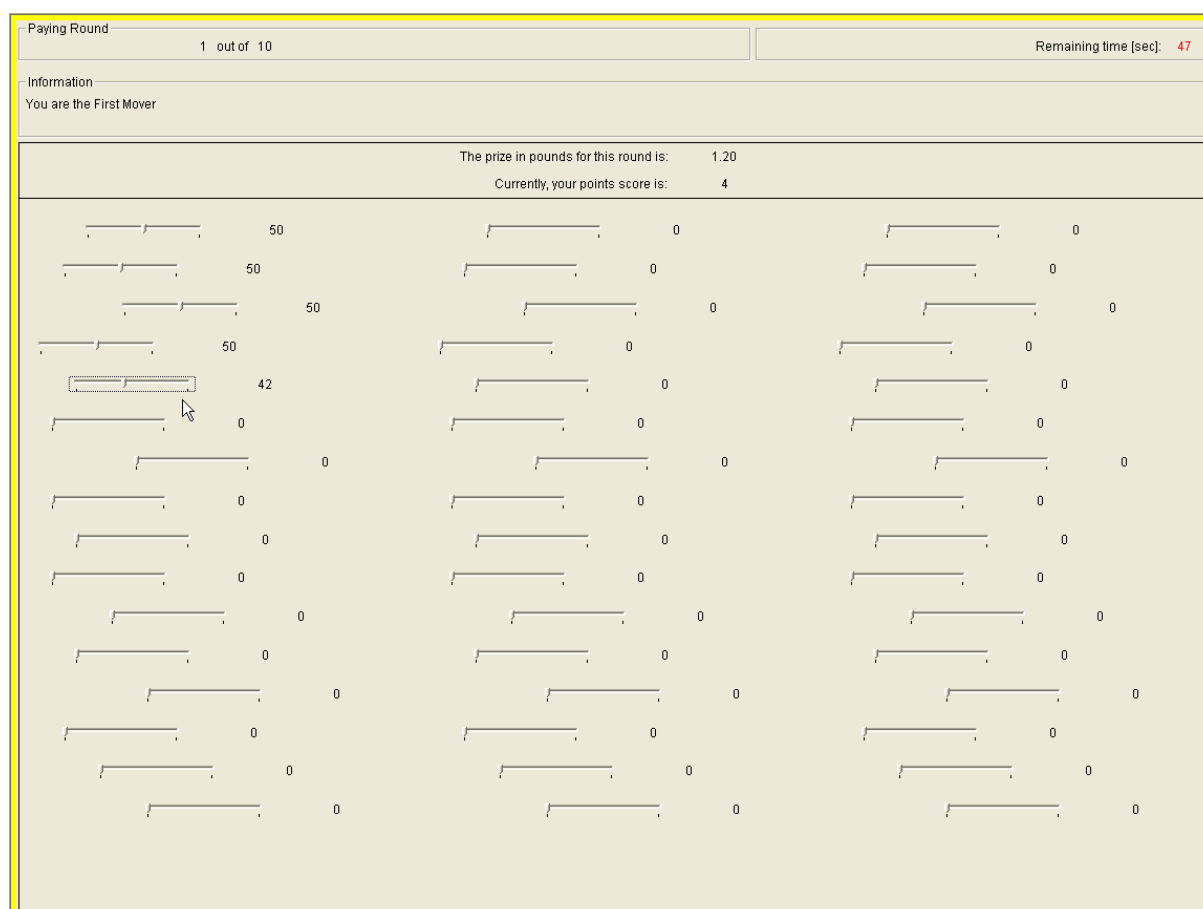 Paying Round
1 out of 10
Remaining time [sec]: 47
Information
You are the First Mover
The prize in pounds for this round is: 1.20
Currently, your points score is: 4
50 0 0
50 0 0
50 0 0
50 0 0
42 0 0
0 0 0
0 0 0
0 0 0
0 0 0
0 0 0
0 0 0
0 0 0
0 0 0
0 0 0
0 0 0
0 0 0